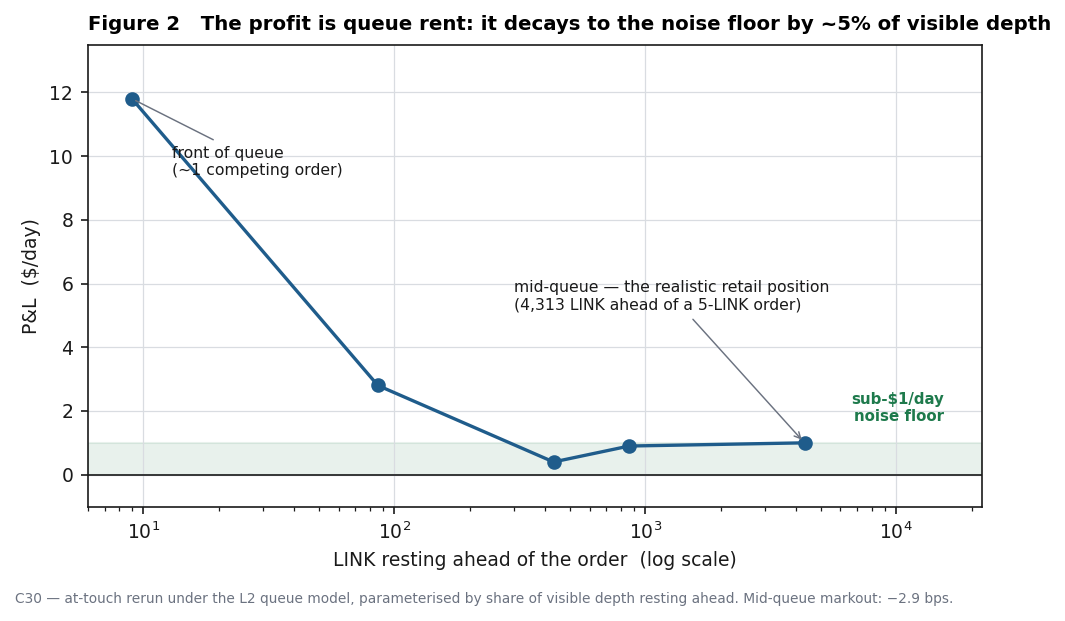 Figure 2   The profit is queue rent: it decays to the noise floor by ~5% of visible depth
12
10
8
6
4
2
0
P&L  ($/day)
front of queue
(~1 competing order)
mid-queue — the realistic retail position
(4,313 LINK ahead of a 5-LINK order)
sub-$1/day
noise floor
10¹
10²
10³
10⁴
LINK resting ahead of the order  (log scale)
C30 — at-touch rerun under the L2 queue model, parameterised by share of visible depth resting ahead. Mid-queue markout: −2.9 bps.